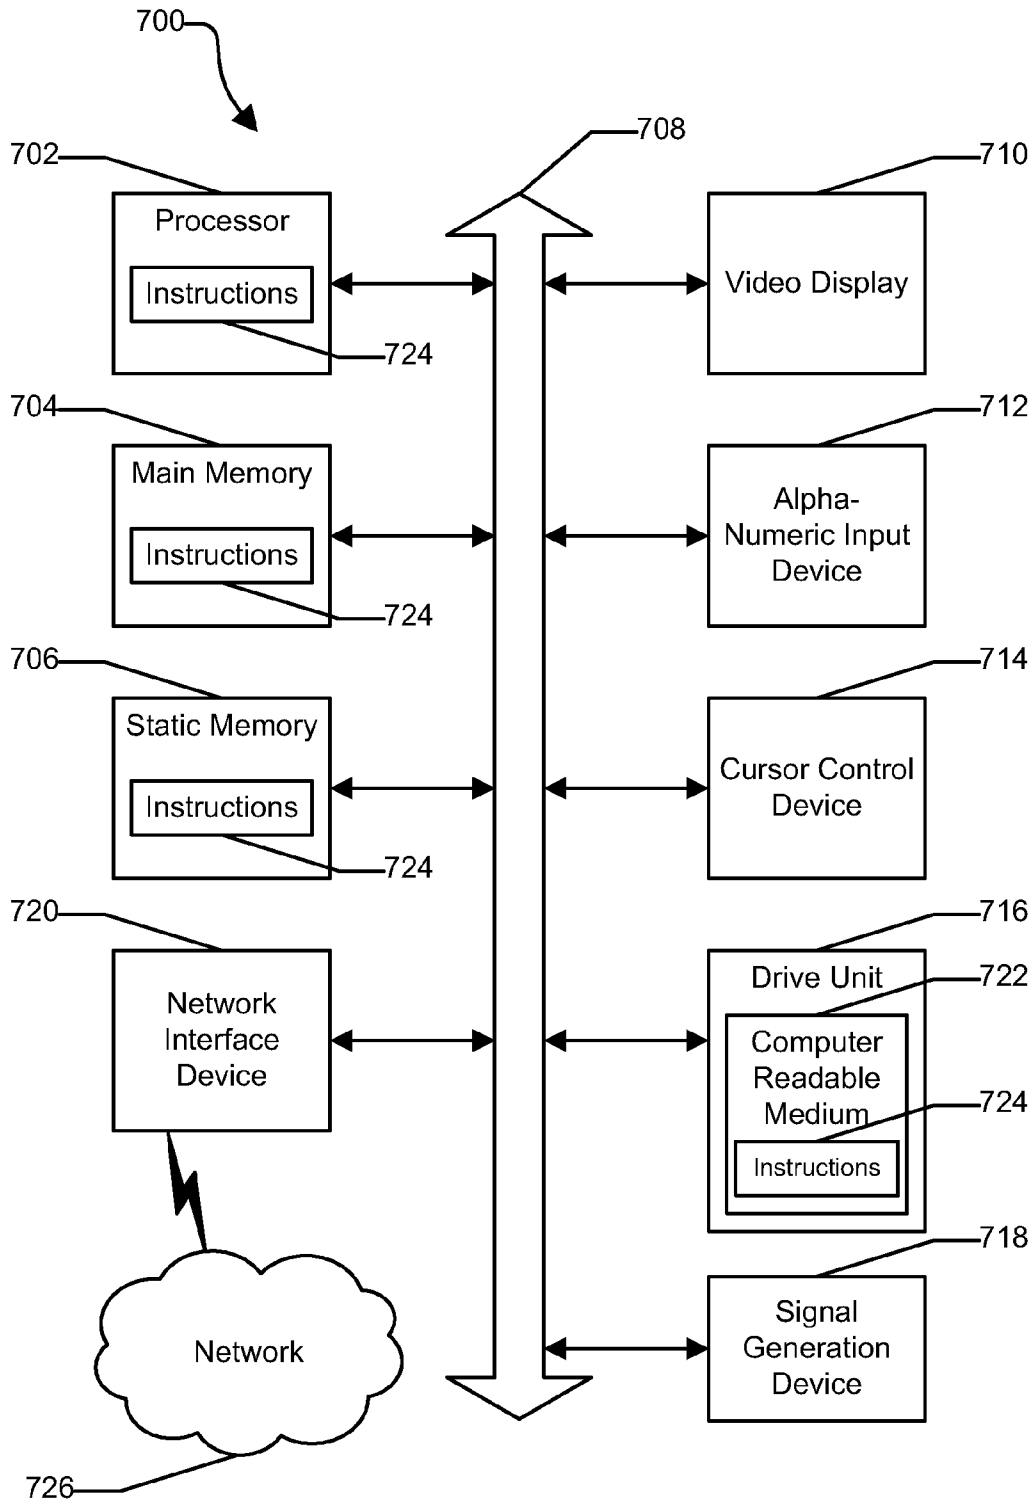 700
708
702
Processor
Instructions
724
704
Main Memory
Instructions
724
706
Static Memory
Instructions
724
720
Network
Interface
Device
Network
726
710
Video Display
712
Alpha-
Numeric Input
Device
714
Cursor Control
Device
716
Drive Unit
722
Computer
Readable
Medium
724
Instructions
718
Signal
Generation
Device